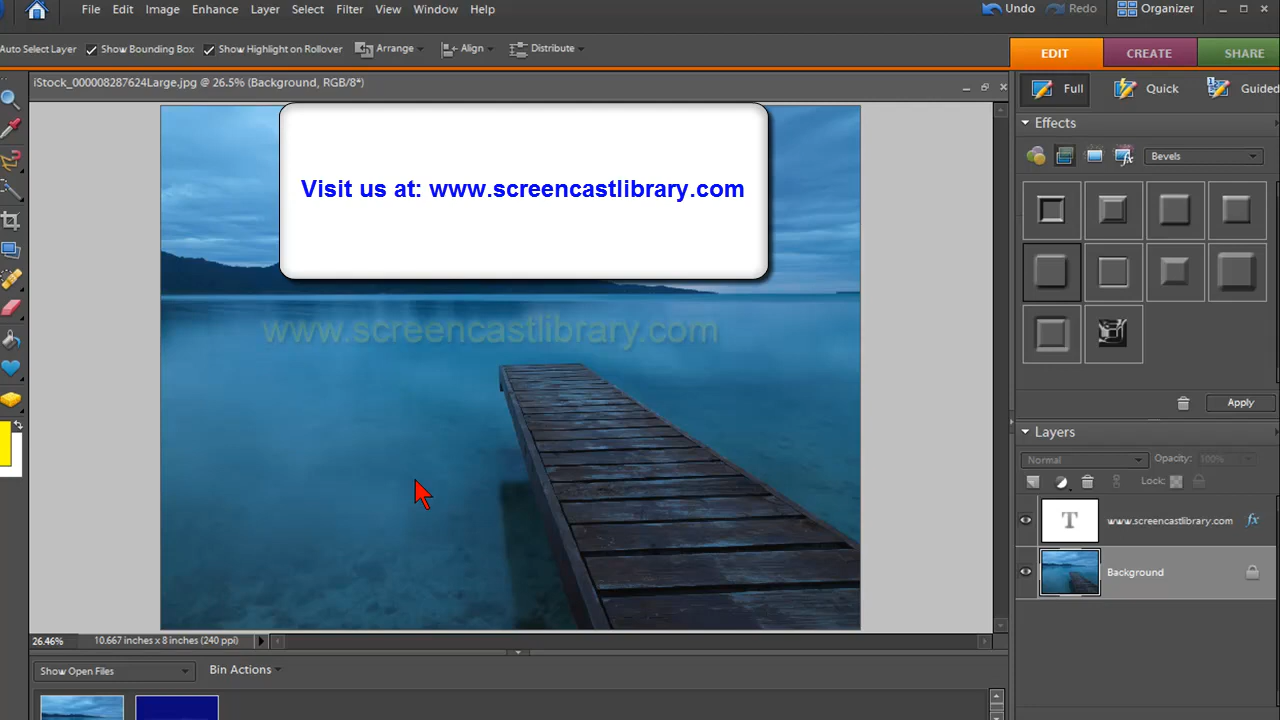 File Edit Image Enhance Layer Select Filter View Window Help Undo Redo Organizer
Auto Select Layer Show Bounding Box Show Highlight on Rollover Arrange Align Distribute
EDIT CREATE SHARE
iStock_000008287624Large.jpg @ 26.5% (Background, RGB/8*)
Full Quick Guided
Effects
Bevels
Visit us at: www.screencastlibrary.com
www.screencastlibrary.com
Apply
Layers
Normal Opacity: 100%
Lock:
T www.screencastlibrary.com fx
Background
26.46% 10.667 inches x 8 inches (240 ppi)
Show Open Files Bin Actions